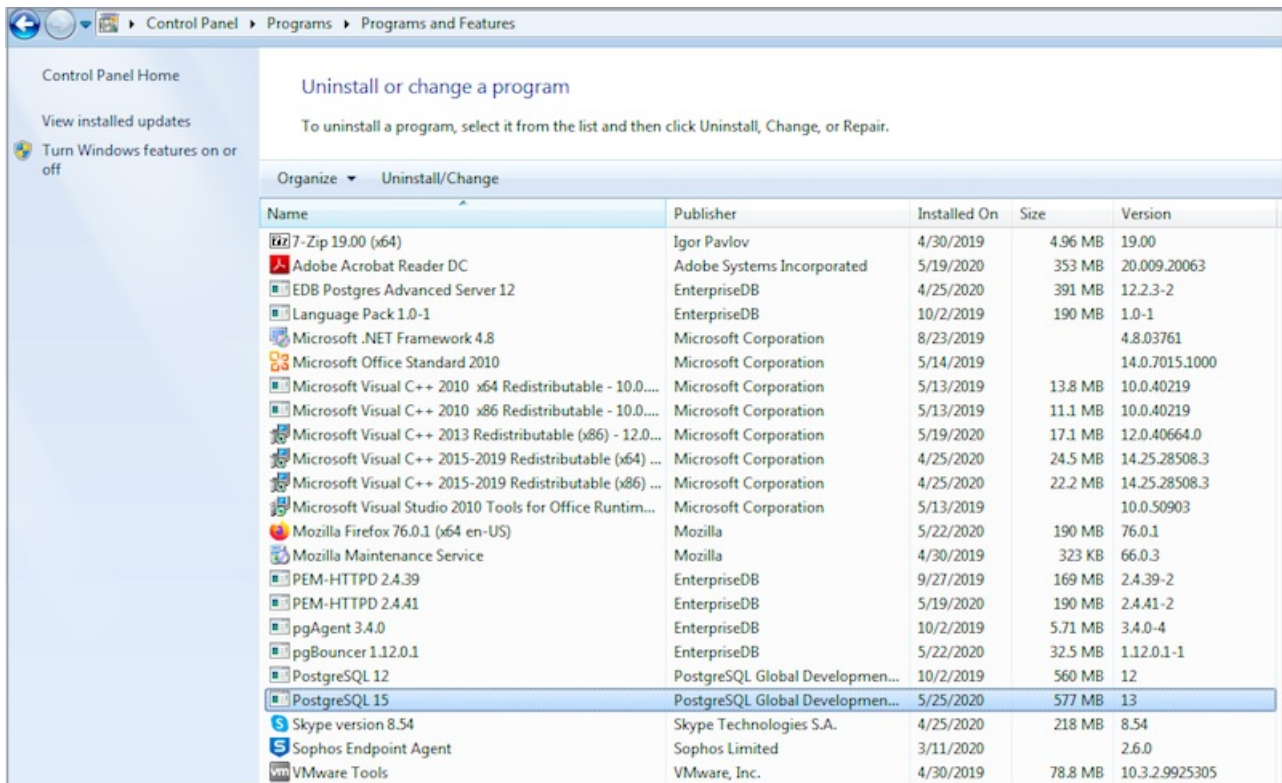 Control Panel ▸ Programs ▸ Programs and Features
Control Panel Home
View installed updates
Turn Windows features on or
off
Uninstall or change a program
To uninstall a program, select it from the list and then click Uninstall, Change, or Repair.
Organize Uninstall/Change
Name Publisher Installed On Size Version
7-Zip 19.00 (x64) Igor Pavlov 4/30/2019 4.96 MB 19.00
Adobe Acrobat Reader DC Adobe Systems Incorporated 5/19/2020 353 MB 20.009.20063
EDB Postgres Advanced Server 12 EnterpriseDB 4/25/2020 391 MB 12.2.3-2
Language Pack 1.0-1 EnterpriseDB 10/2/2019 190 MB 1.0-1
Microsoft .NET Framework 4.8 Microsoft Corporation 8/23/2019 4.8.03761
Microsoft Office Standard 2010 Microsoft Corporation 5/14/2019 14.0.7015.1000
Microsoft Visual C++ 2010 x64 Redistributable - 10.0.... Microsoft Corporation 5/13/2019 13.8 MB 10.0.40219
Microsoft Visual C++ 2010 x86 Redistributable - 10.0.... Microsoft Corporation 5/13/2019 11.1 MB 10.0.40219
Microsoft Visual C++ 2013 Redistributable (x86) - 12.0... Microsoft Corporation 5/19/2020 17.1 MB 12.0.40664.0
Microsoft Visual C++ 2015-2019 Redistributable (x64) ... Microsoft Corporation 4/25/2020 24.5 MB 14.25.28508.3
Microsoft Visual C++ 2015-2019 Redistributable (x86) ... Microsoft Corporation 4/25/2020 22.2 MB 14.25.28508.3
Microsoft Visual Studio 2010 Tools for Office Runtim... Microsoft Corporation 5/13/2019 10.0.50903
Mozilla Firefox 76.0.1 (x64 en-US) Mozilla 5/22/2020 190 MB 76.0.1
Mozilla Maintenance Service Mozilla 4/30/2019 323 KB 66.0.3
PEM-HTTPD 2.4.39 EnterpriseDB 9/27/2019 169 MB 2.4.39-2
PEM-HTTPD 2.4.41 EnterpriseDB 5/19/2020 190 MB 2.4.41-2
pgAgent 3.4.0 EnterpriseDB 10/2/2019 5.71 MB 3.4.0-4
pgBouncer 1.12.0.1 EnterpriseDB 5/22/2020 32.5 MB 1.12.0.1-1
PostgreSQL 12 PostgreSQL Global Developmen... 10/2/2019 560 MB 12
PostgreSQL 15 PostgreSQL Global Developmen... 5/25/2020 577 MB 13
Skype version 8.54 Skype Technologies S.A. 4/25/2020 218 MB 8.54
Sophos Endpoint Agent Sophos Limited 3/11/2020 2.6.0
VMware Tools VMware, Inc. 4/30/2019 78.8 MB 10.3.2.9925305